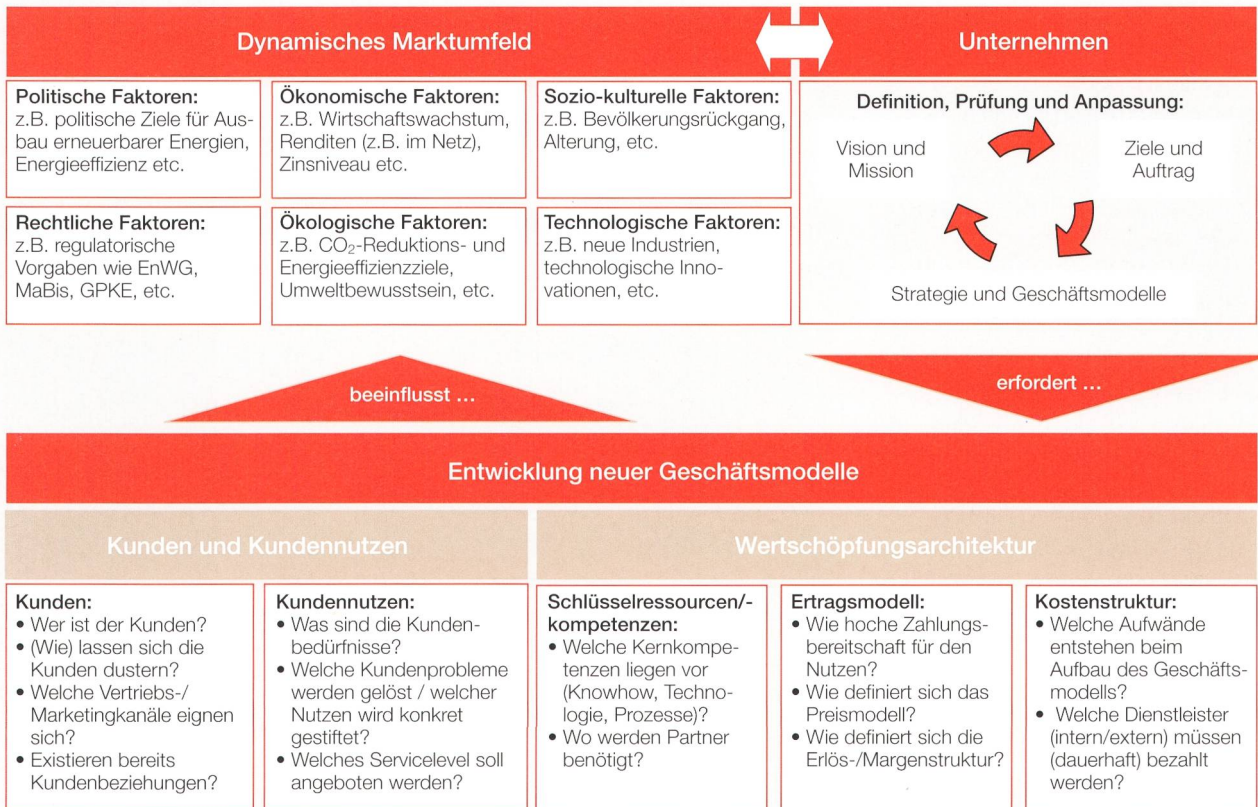 Dynamisches Marktumfeld
Unternehmen
Politische Faktoren:
z.B. politische Ziele für Aus-
bau erneuerbarer Energien,
Energieeffizienz etc.
Ökonomische Faktoren:
z.B. Wirtschaftswachstum,
Renditen (z.B. im Netz),
Zinsniveau etc.
Sozio-kulturelle Faktoren:
z.B. Bevölkerungsrückgang,
Alterung, etc.
Rechtliche Faktoren:
z.B. regulatorische
Vorgaben wie EnWG,
MaBis, GPKE, etc.
Ökologische Faktoren:
z.B. CO₂-Reduktions- und
Energieeffizienzziele,
Umweltbewusstsein, etc.
Technologische Faktoren:
z.B. neue Industrien,
technologische Inno-
vationen, etc.
Definition, Prüfung und Anpassung:
Vision und
Mission
Ziele und
Auftrag
Strategie und Geschäftsmodelle
beeinflusst ...
erfordert ...
Entwicklung neuer Geschäftsmodelle
Kunden und Kundennutzen
Wertschöpfungsarchitektur
Kunden:
• Wer ist der Kunden?
• (Wie) lassen sich die
Kunden dustern?
• Welche Vertriebs-/
Marketingkanäle eignen
sich?
• Existieren bereits
Kundenbeziehungen?
Kundennutzen:
• Was sind die Kunden-
bedürfnisse?
• Welche Kundenprobleme
werden gelöst / welcher
Nutzen wird konkret
gestiftet?
• Welches Servicelevel soll
angeboten werden?
Schlüsselressourcen/-
kompetenzen:
• Welche Kernkompe-
tenzen liegen vor
(Knowhow, Techno-
logie, Prozesse)?
• Wo werden Partner
benötigt?
Ertragsmodell:
• Wie hoche Zahlungs-
bereitschaft für den
Nutzen?
• Wie definiert sich das
Preismodell?
• Wie definiert sich die
Erlös-/Margenstruktur?
Kostenstruktur:
• Welche Aufwände
entstehen beim
Aufbau des Geschäfts-
modells?
• Welche Dienstleister
(intern/extern) müssen
(dauerhaft) bezahlt
werden?